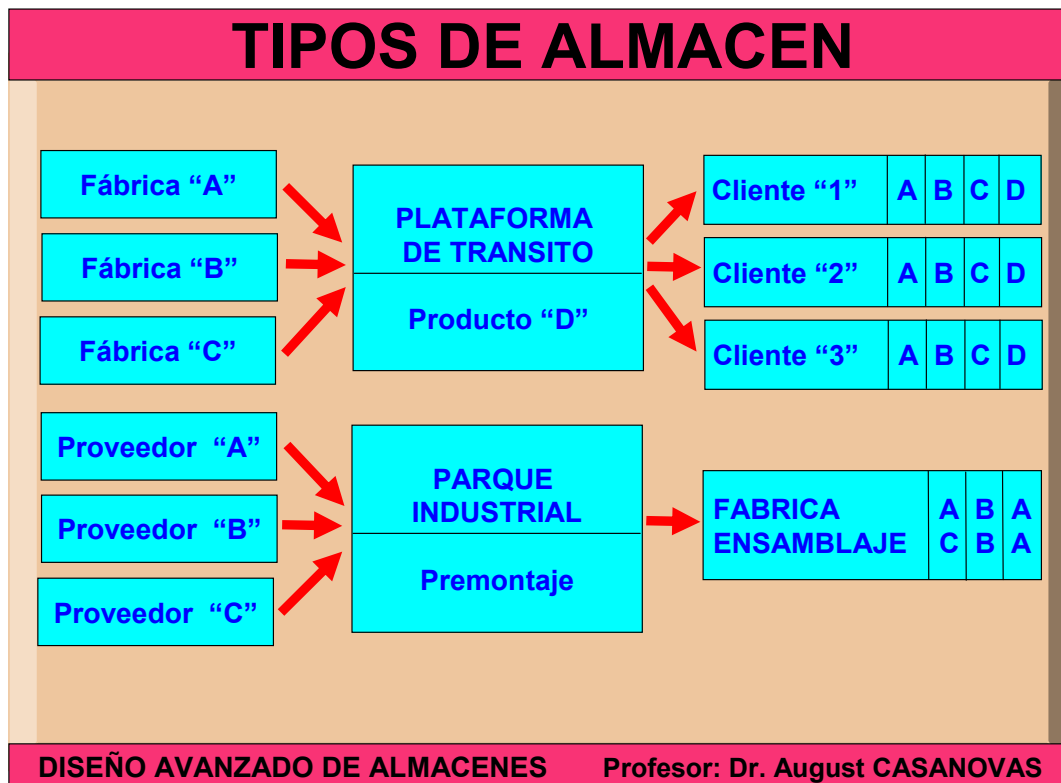 TIPOS DE ALMACEN
Fábrica “A”
Fábrica “B”
Fábrica “C”
PLATAFORMA
DE TRANSITO
Producto “D”
Cliente “1” A B C D
Cliente “2” A B C D
Cliente “3” A B C D
Proveedor “A”
Proveedor “B”
Proveedor “C”
PARQUE
INDUSTRIAL
Premontaje
FABRICA A B A
ENSAMBLAJE C B A
DISEÑO AVANZADO DE ALMACENES Profesor: Dr. August CASANOVAS